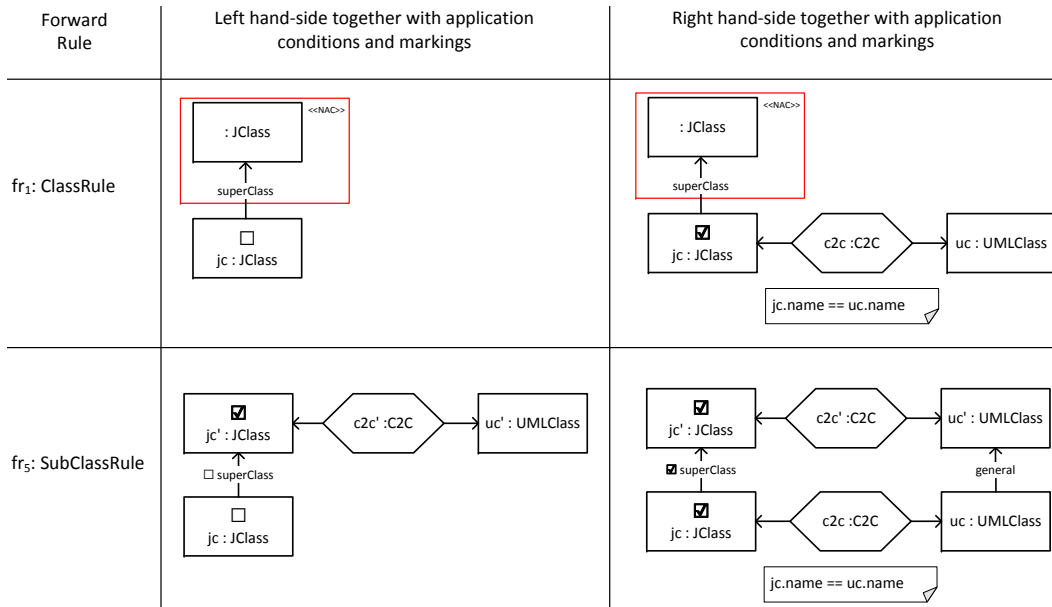 Forward
Rule
Left hand-side together with application
conditions and markings
Right hand-side together with application
conditions and markings
fr₁: ClassRule
<<NAC>>
: JClass
superClass
☐
jc : JClass
<<NAC>>
: JClass
superClass
☑
jc : JClass
c2c :C2C
uc : UMLClass
jc.name == uc.name
fr₅: SubClassRule
☑
jc' : JClass
c2c' :C2C
uc' : UMLClass
☐ superClass
☐
jc : JClass
☑
jc' : JClass
c2c' :C2C
uc' : UMLClass
☑ superClass
general
☑
jc : JClass
c2c :C2C
uc : UMLClass
jc.name == uc.name